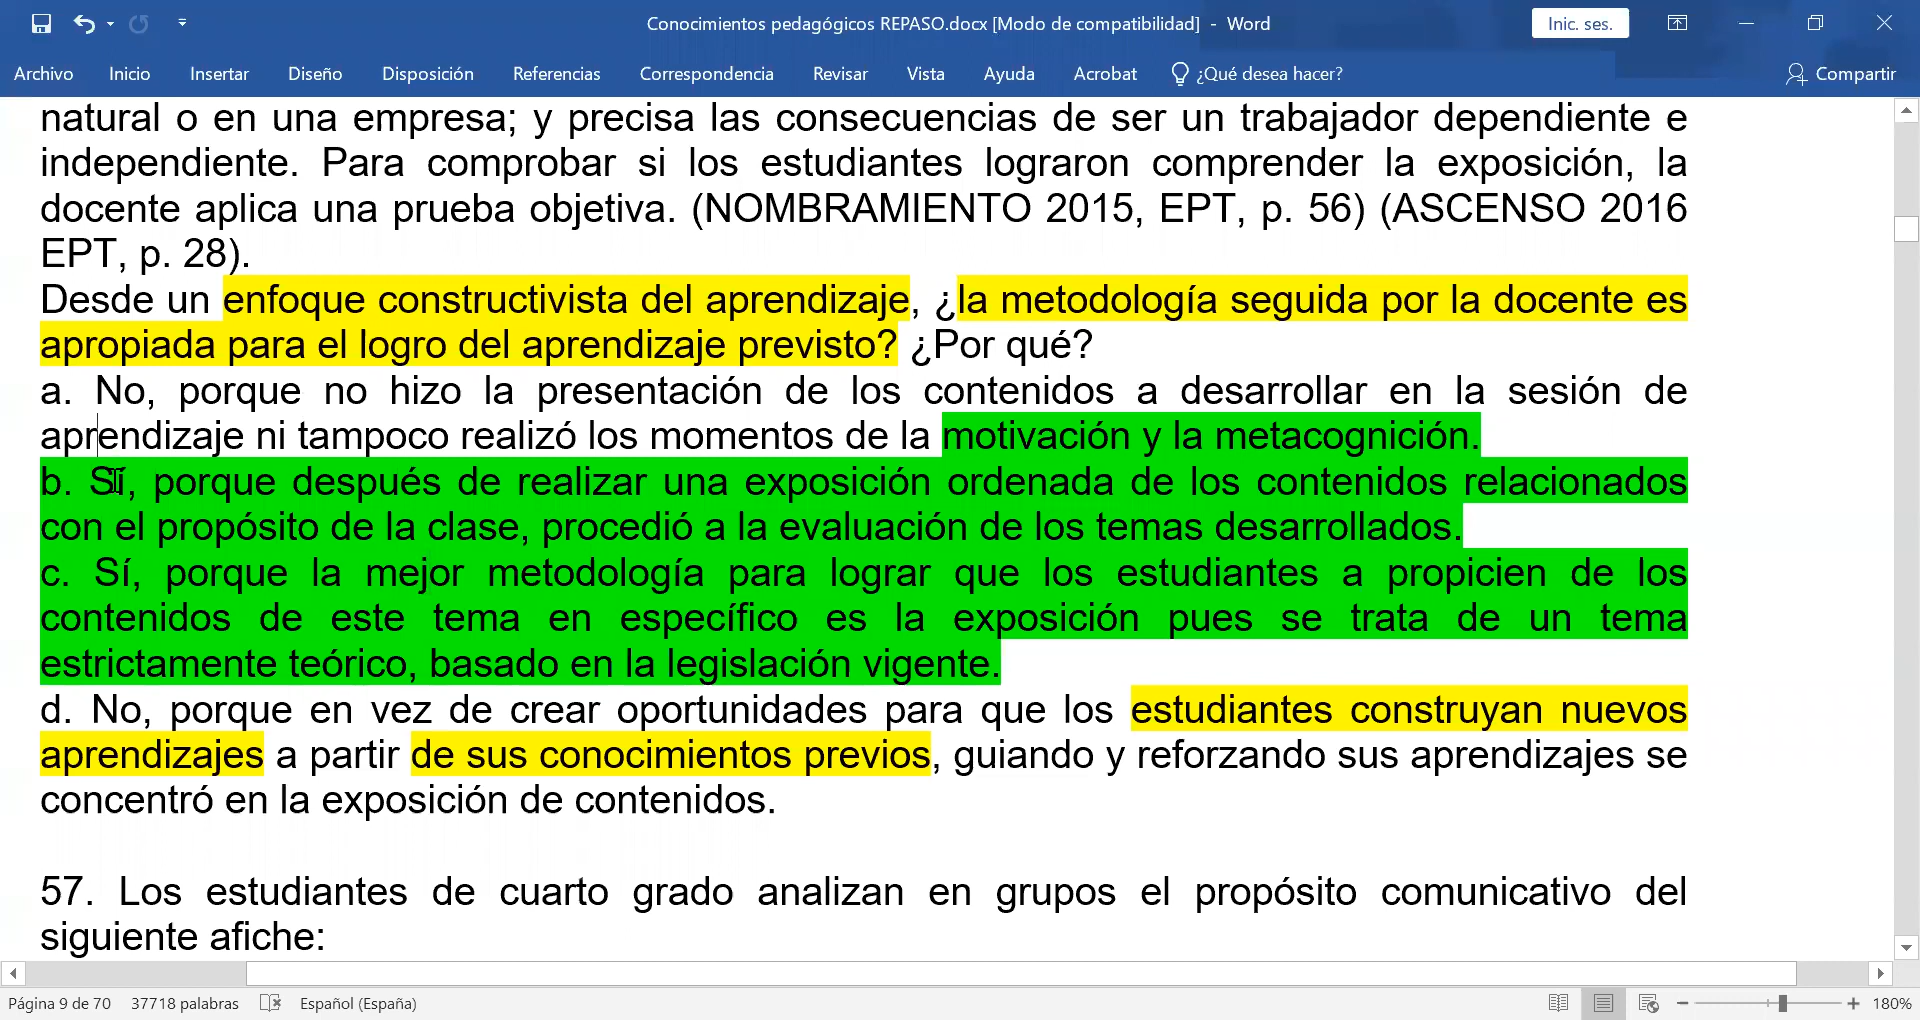 Conocimientos pedagógicos REPASO.docx [Modo de compatibilidad] - Word
Inic. ses.
Archivo Inicio Insertar Diseño Disposición Referencias Correspondencia Revisar Vista Ayuda Acrobat ¿Qué desea hacer? Compartir
natural o en una empresa; y precisa las consecuencias de ser un trabajador dependiente e
independiente. Para comprobar si los estudiantes lograron comprender la exposición, la
docente aplica una prueba objetiva. (NOMBRAMIENTO 2015, EPT, p. 56) (ASCENSO 2016
EPT, p. 28).
Desde un enfoque constructivista del aprendizaje, ¿la metodología seguida por la docente es
apropiada para el logro del aprendizaje previsto? ¿Por qué?
a. No, porque no hizo la presentación de los contenidos a desarrollar en la sesión de
aprendizaje ni tampoco realizó los momentos de la motivación y la metacognición.
b. Sí, porque después de realizar una exposición ordenada de los contenidos relacionados
con el propósito de la clase, procedió a la evaluación de los temas desarrollados.
c. Sí, porque la mejor metodología para lograr que los estudiantes a propicien de los
contenidos de este tema en específico es la exposición pues se trata de un tema
estrictamente teórico, basado en la legislación vigente.
d. No, porque en vez de crear oportunidades para que los estudiantes construyan nuevos
aprendizajes a partir de sus conocimientos previos, guiando y reforzando sus aprendizajes se
concentró en la exposición de contenidos.
57. Los estudiantes de cuarto grado analizan en grupos el propósito comunicativo del
siguiente afiche:
Página 9 de 70 37718 palabras Español (España) 180%